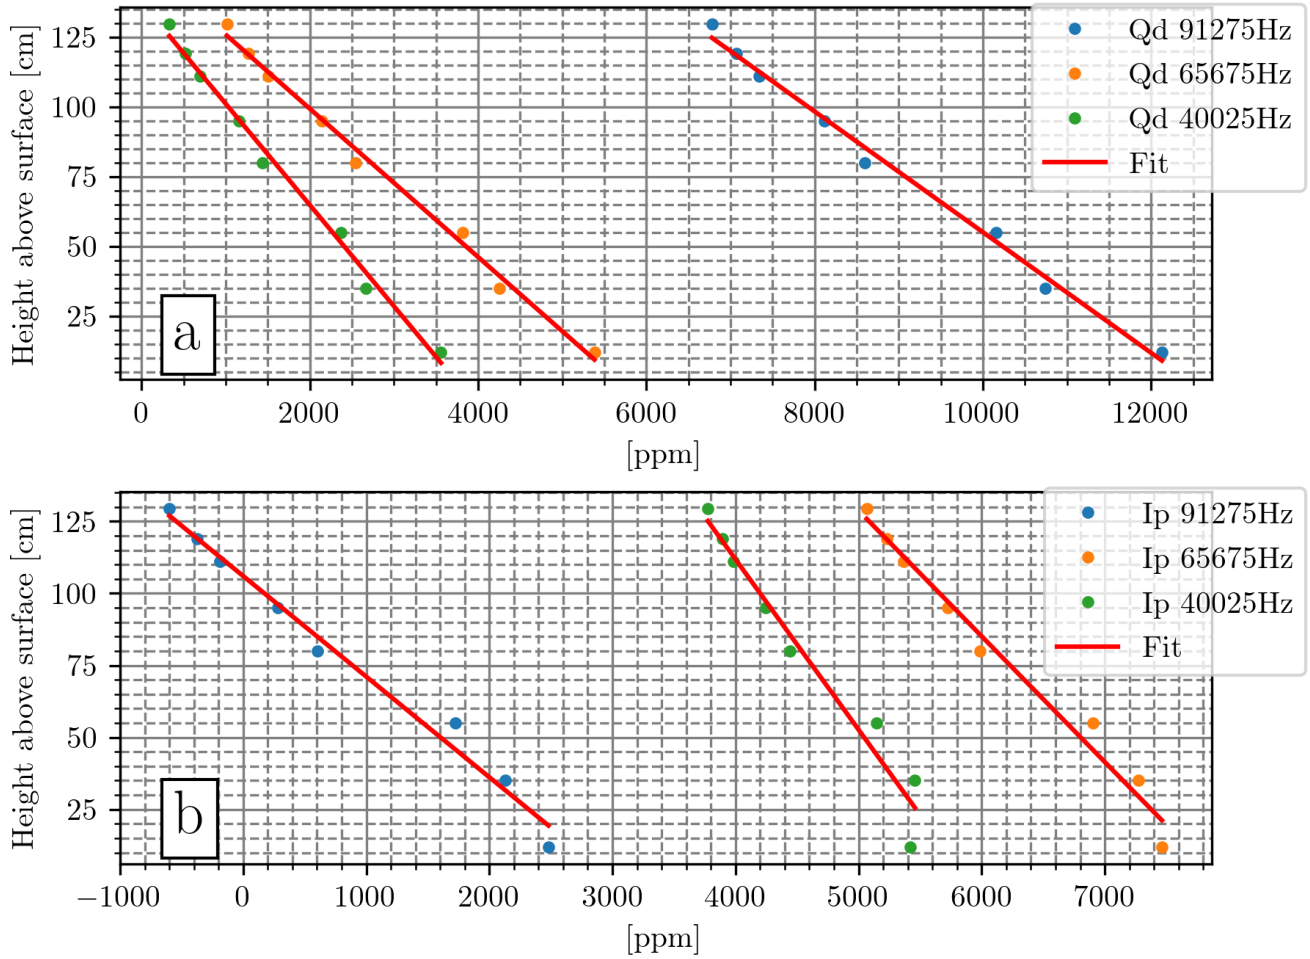 Height above surface [cm]
125
100
75
50
25
Qd 91275Hz
Qd 65675Hz
Qd 40025Hz
Fit
a
0 2000 4000 6000 8000 10000 12000
[ppm]
Height above surface [cm]
125
100
75
50
25
Ip 91275Hz
Ip 65675Hz
Ip 40025Hz
Fit
b
−1000 0 1000 2000 3000 4000 5000 6000 7000
[ppm]